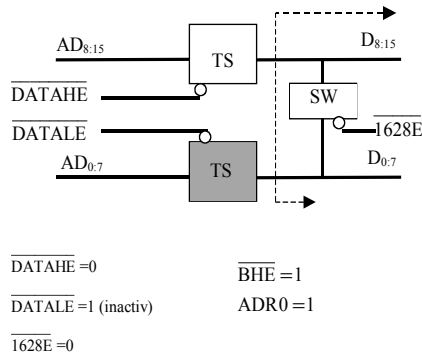 AD8:15
TS
D8:15
DATAHE
SW
DATALE
1628E
AD0:7
TS
D0:7
DATAHE =0
BHE =1
DATALE =1 (inactiv)
ADR0 =1
1628E =0